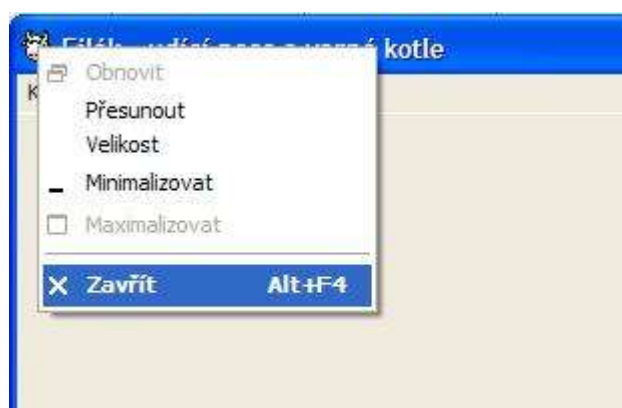 kotle
K
Obnovit
Přesunout
Velikost
Minimalizovat
Maximalizovat
Zavřít Alt+F4